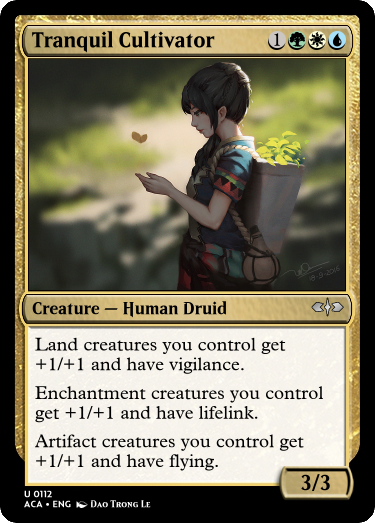 Tranquil Cultivator 1
Creature — Human Druid
Land creatures you control get
+1/+1 and have vigilance.
Enchantment creatures you control
get +1/+1 and have lifelink.
Artifact creatures you control get
+1/+1 and have flying.
3/3
U 0112
ACA • ENG Dao Trong Le